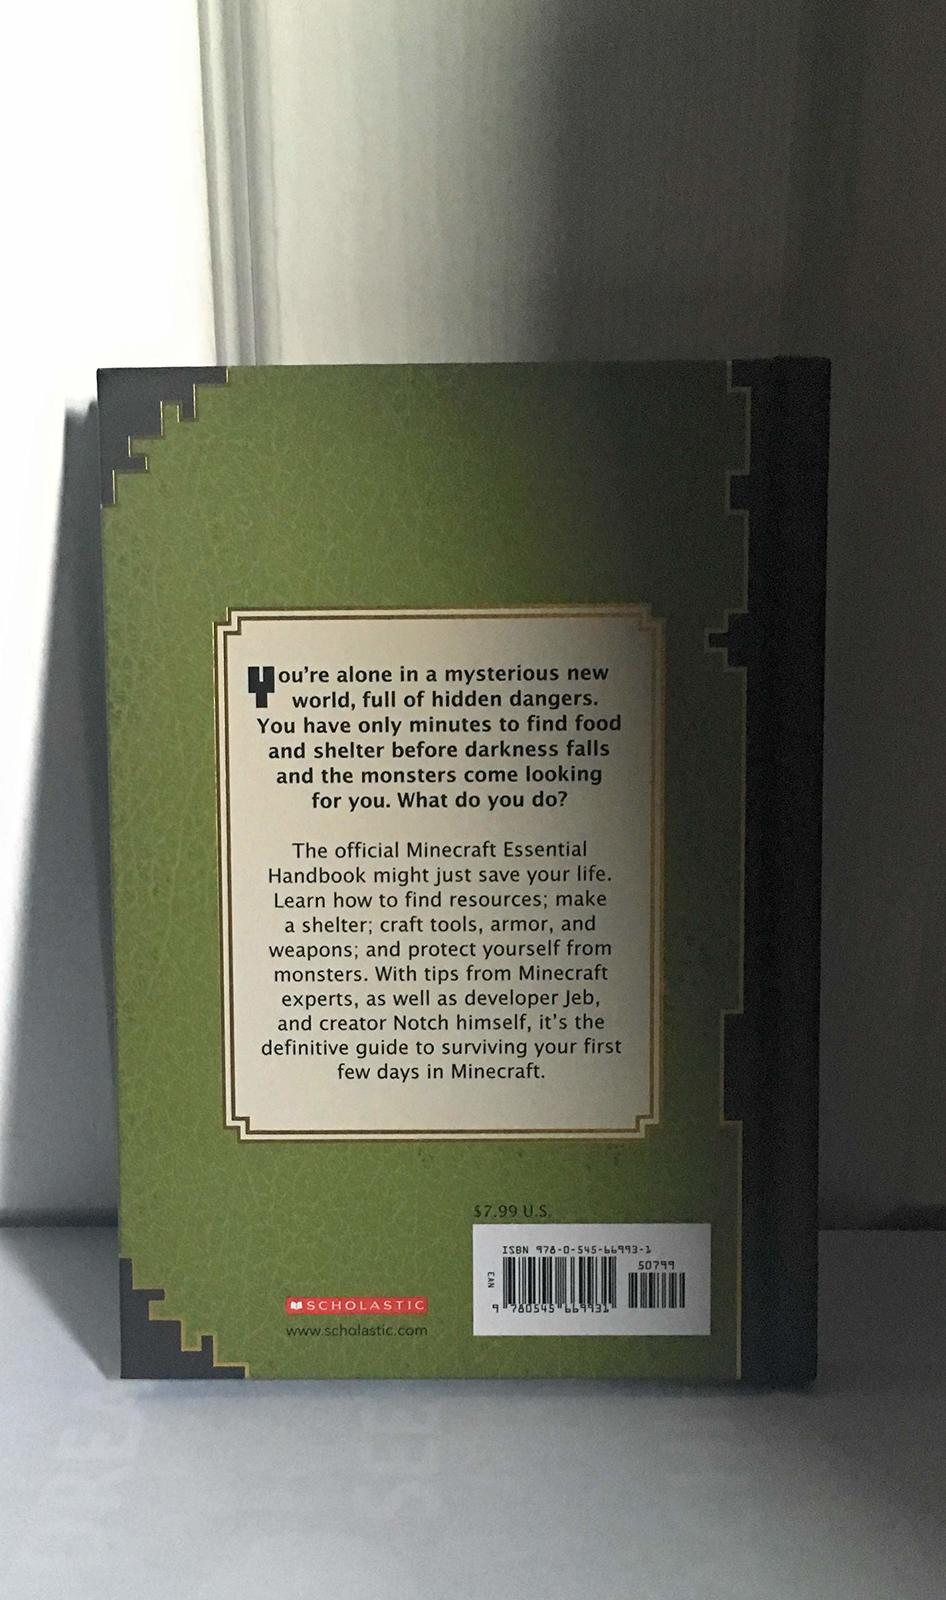 You're alone in a mysterious new
world, full of hidden dangers.
You have only minutes to find food
and shelter before darkness falls
and the monsters come looking
for you. What do you do?
The official Minecraft Essential
Handbook might just save your life.
Learn how to find resources; make
a shelter; craft tools, armor, and
weapons; and protect yourself from
monsters. With tips from Minecraft
experts, as well as developer Jeb,
and creator Notch himself, it's the
definitive guide to surviving your first
few days in Minecraft.
$7.99 U.S.
ISBN 978-0-545-66993-1
50799
EAN
9 780545 669931
SCHOLASTIC
www.scholastic.com